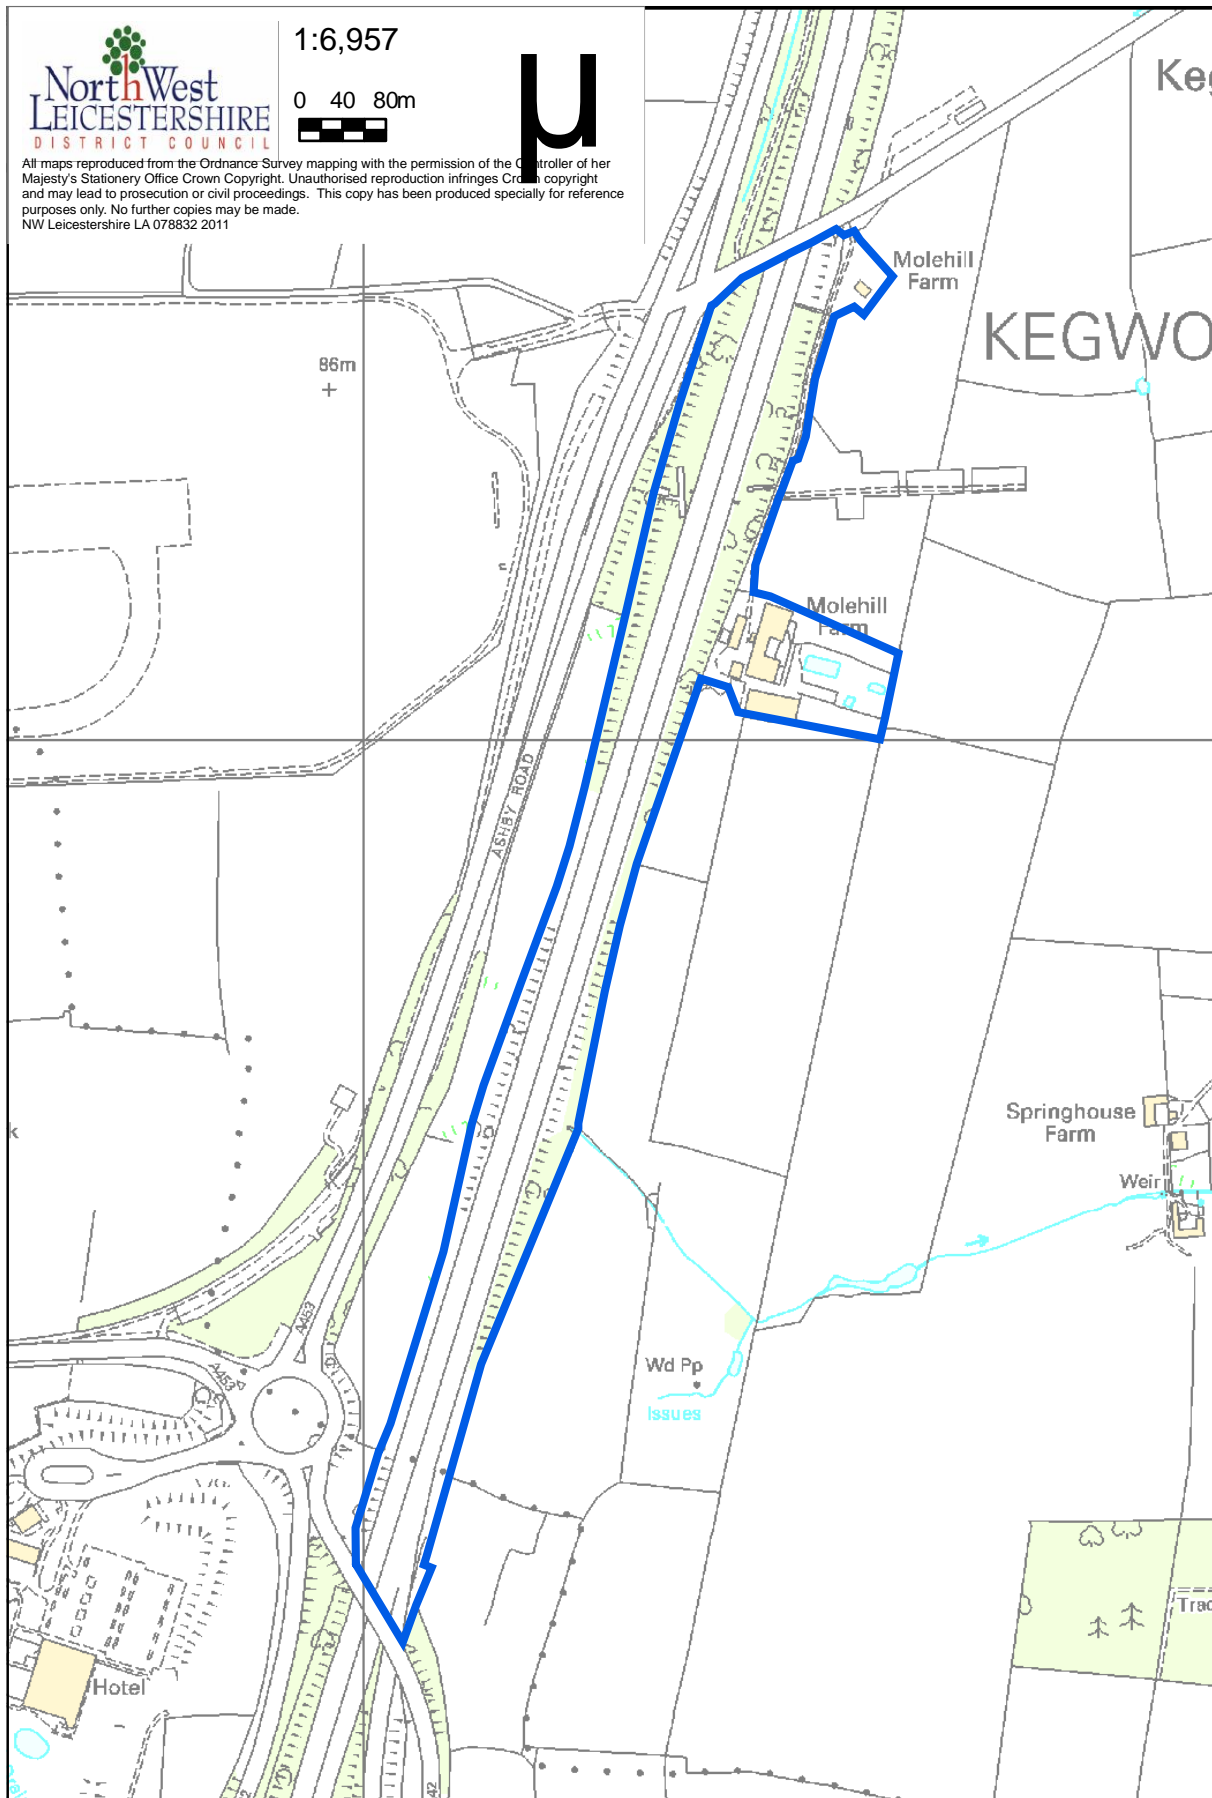 NorthWest
LEICESTERSHIRE
DISTRICT COUNCIL
1:6,957
0 40 80m
µ
All maps reproduced from the Ordnance Survey mapping with the permission of the Controller of her
Majesty's Stationery Office Crown Copyright. Unauthorised reproduction infringes Crown copyright
and may lead to prosecution or civil proceedings. This copy has been produced specially for reference
purposes only. No further copies may be made.
NW Leicestershire LA 078832 2011
Keg
Molehill
Farm
KEGWO
86m
Molehill
Farm
ASHBY ROAD
Springhouse
Farm
k
Weir
A453
A453
Wd Pp
Issues
Trac
Hotel
42